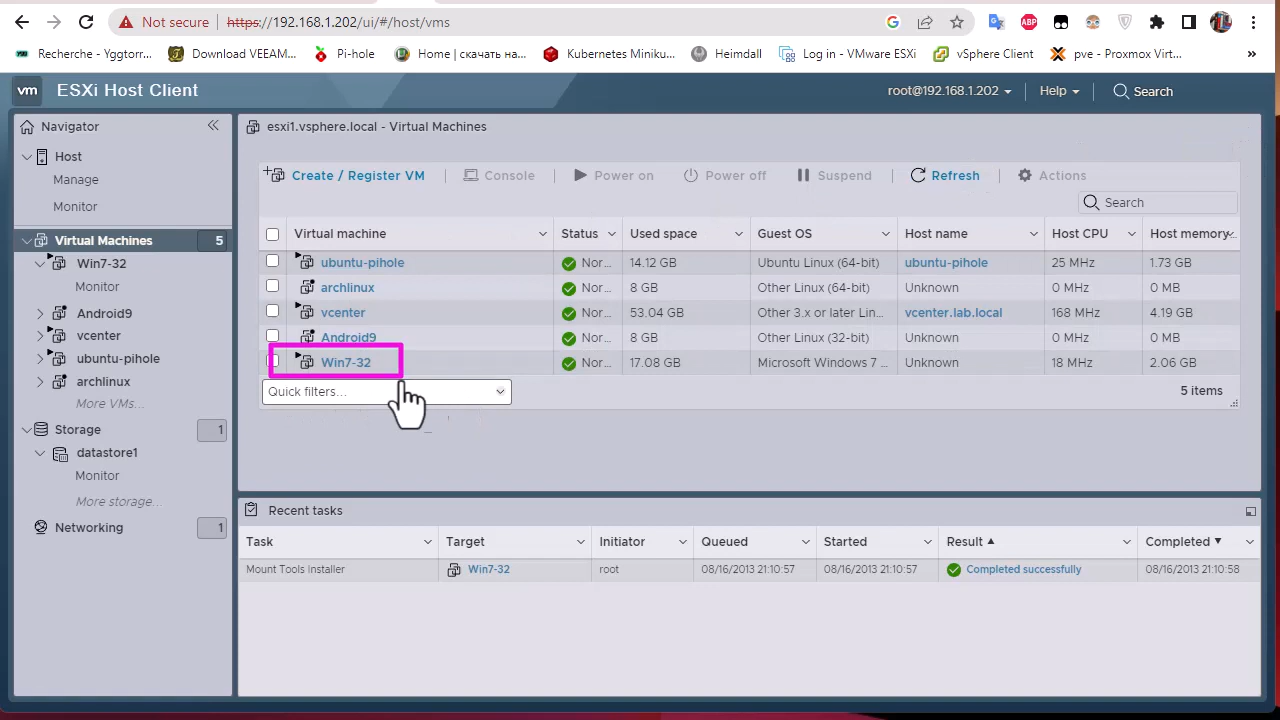 Not secure https://192.168.1.202/ui/#/host/vms
Recherche - Yggtorr... Download VEEAM... Pi-hole Home | скачать на... Kubernetes Miniku... Heimdall Log in - VMware ESXi vSphere Client pve - Proxmox Virt... »
vm ESXi Host Client root@192.168.1.202 Help Search
Navigator
Host
Manage
Monitor
Virtual Machines 5
Win7-32
Monitor
Android9
vcenter
ubuntu-pihole
archlinux
More VMs...
Storage 1
datastore1
Monitor
More storage...
Networking 1
esxi1.vsphere.local - Virtual Machines
Create / Register VM Console Power on Power off Suspend Refresh Actions
Search
Virtual machine Status Used space Guest OS Host name Host CPU Host memory
ubuntu-pihole Nor... 14.12 GB Ubuntu Linux (64-bit) ubuntu-pihole 25 MHz 1.73 GB
archlinux Nor... 8 GB Other Linux (64-bit) Unknown 0 MHz 0 MB
vcenter Nor... 53.04 GB Other 3.x or later Lin... vcenter.lab.local 168 MHz 4.19 GB
Android9 Nor... 8 GB Other Linux (32-bit) Unknown 0 MHz 0 MB
Win7-32 Nor... 17.08 GB Microsoft Windows 7 ... Unknown 18 MHz 2.06 GB
Quick filters... 5 items
Recent tasks
Task Target Initiator Queued Started Result Completed
Mount Tools Installer Win7-32 root 08/16/2013 21:10:57 08/16/2013 21:10:57 Completed successfully 08/16/2013 21:10:58